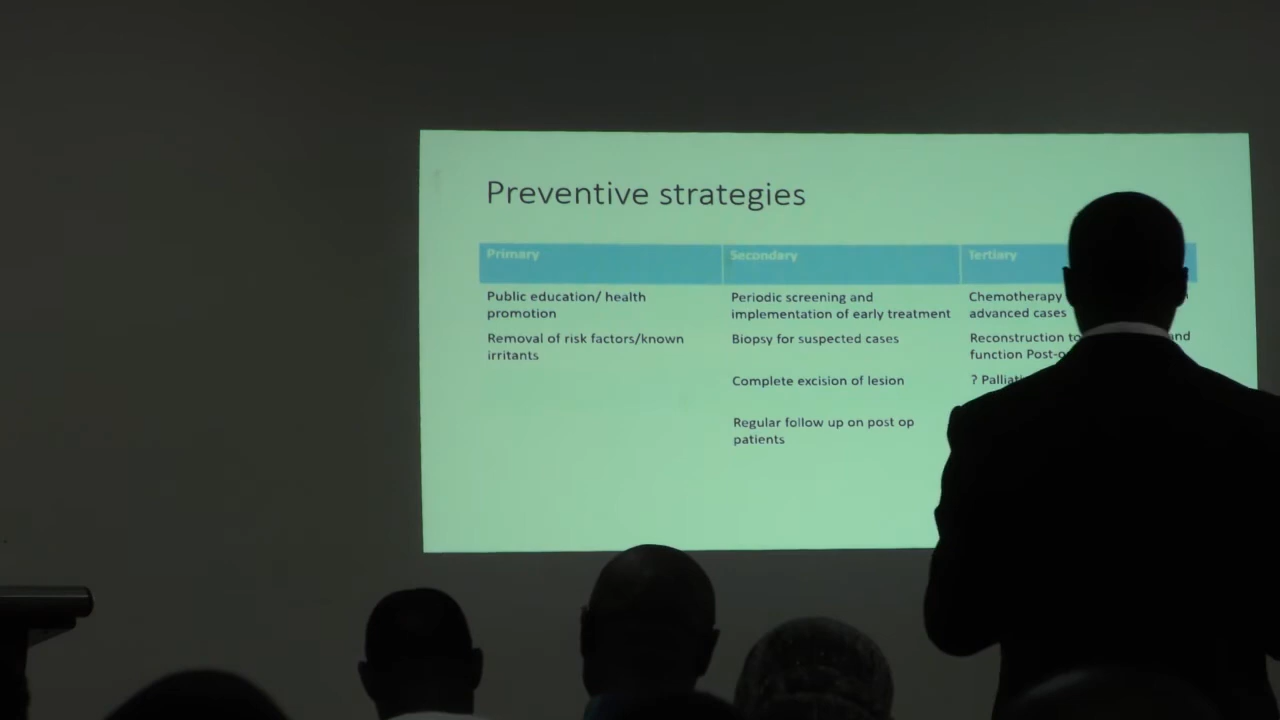 Preventive strategies
Primary
Secondary
Tertiary
Public education/ health
promotion
Removal of risk factors/known
irritants
Periodic screening and
implementation of early treatment
Biopsy for suspected cases
Complete excision of lesion
Regular follow up on post op
patients
Chemotherapy
advanced cases
Reconstruction to and
function
?